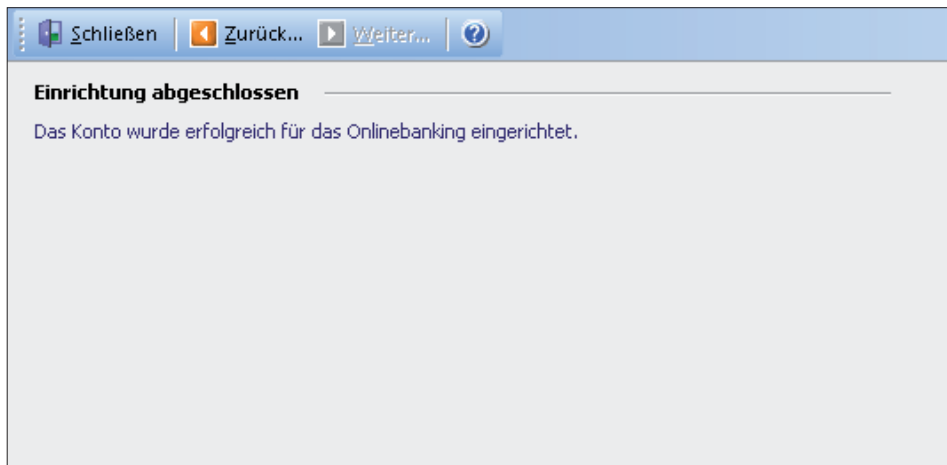 Schließen Zurück... Weiter... ?
Einrichtung abgeschlossen
Das Konto wurde erfolgreich für das Onlinebanking eingerichtet.